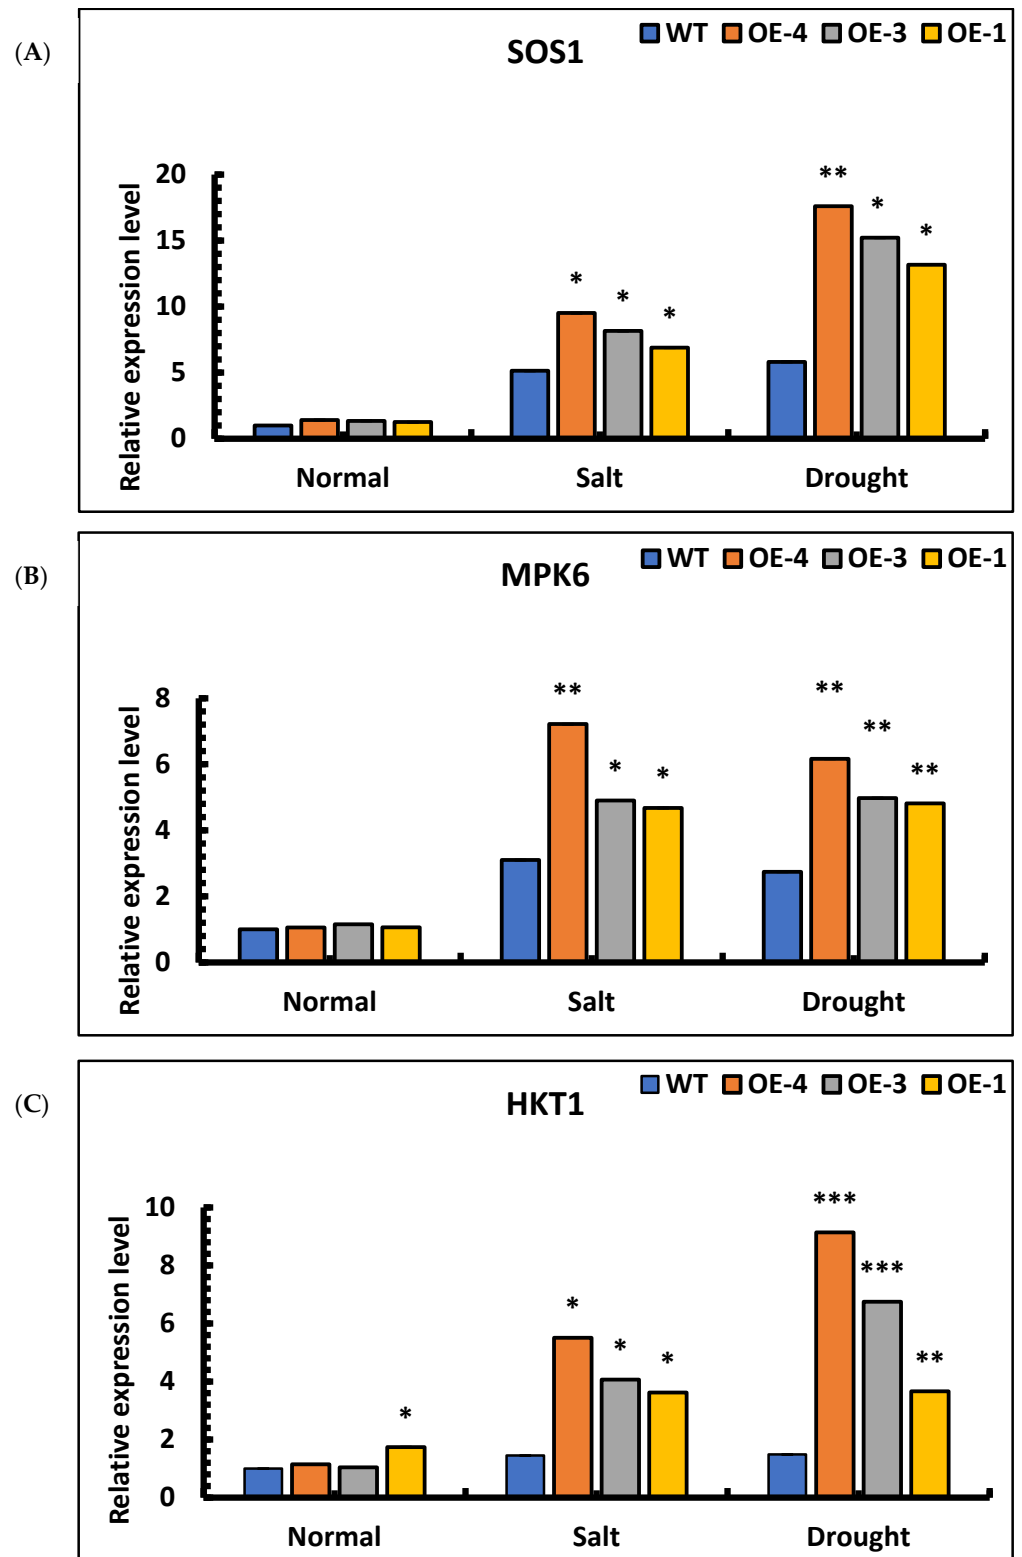 (A)
SOS1
WT OE-4 OE-3 OE-1
Relative expression level
20
15
10
5
0
** * *
* * *
Normal Salt Drought
(B)
MPK6
WT OE-4 OE-3 OE-1
Relative expression level
8
6
4
2
0
** * *
** ** **
Normal Salt Drought
(C)
HKT1
WT OE-4 OE-3 OE-1
Relative expression level
10
8
6
4
2
0
*
* * *
*** *** **
Normal Salt Drought